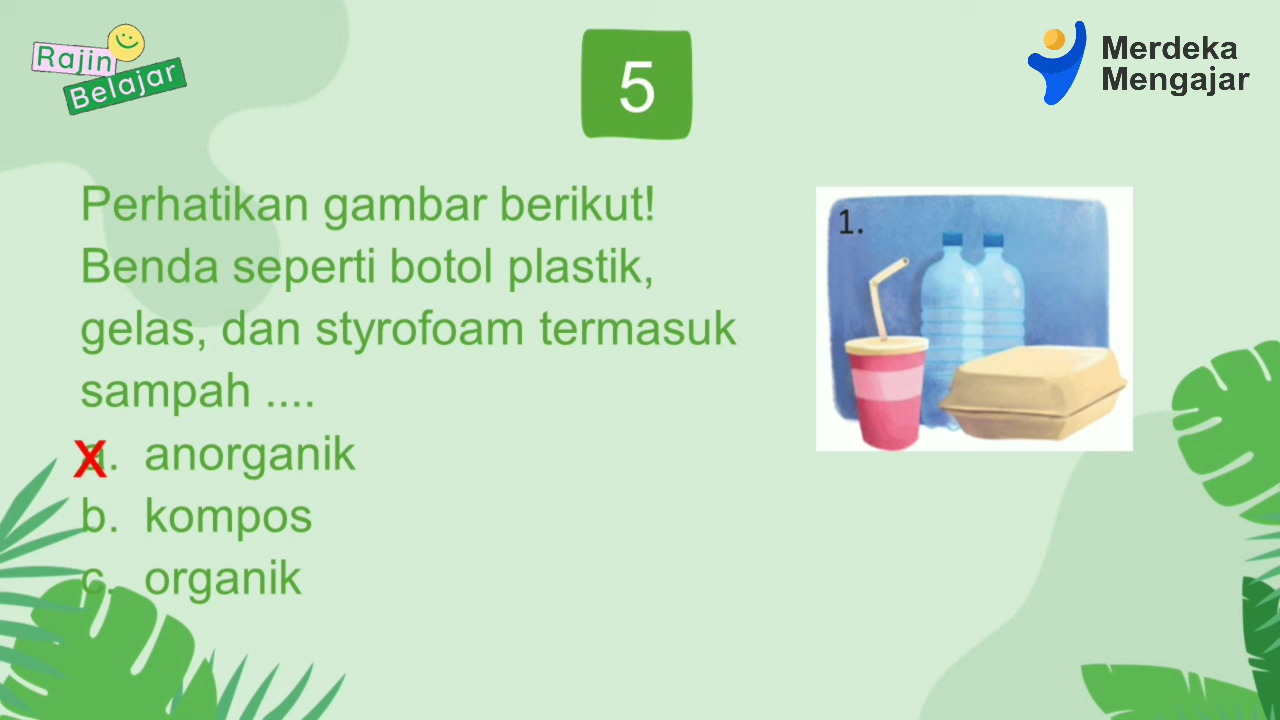 Rajin
Belajar
5
Merdeka
Mengajar
Perhatikan gambar berikut!
Benda seperti botol plastik,
gelas, dan styrofoam termasuk
sampah ....
1.
X a. anorganik
b. kompos
c. organik